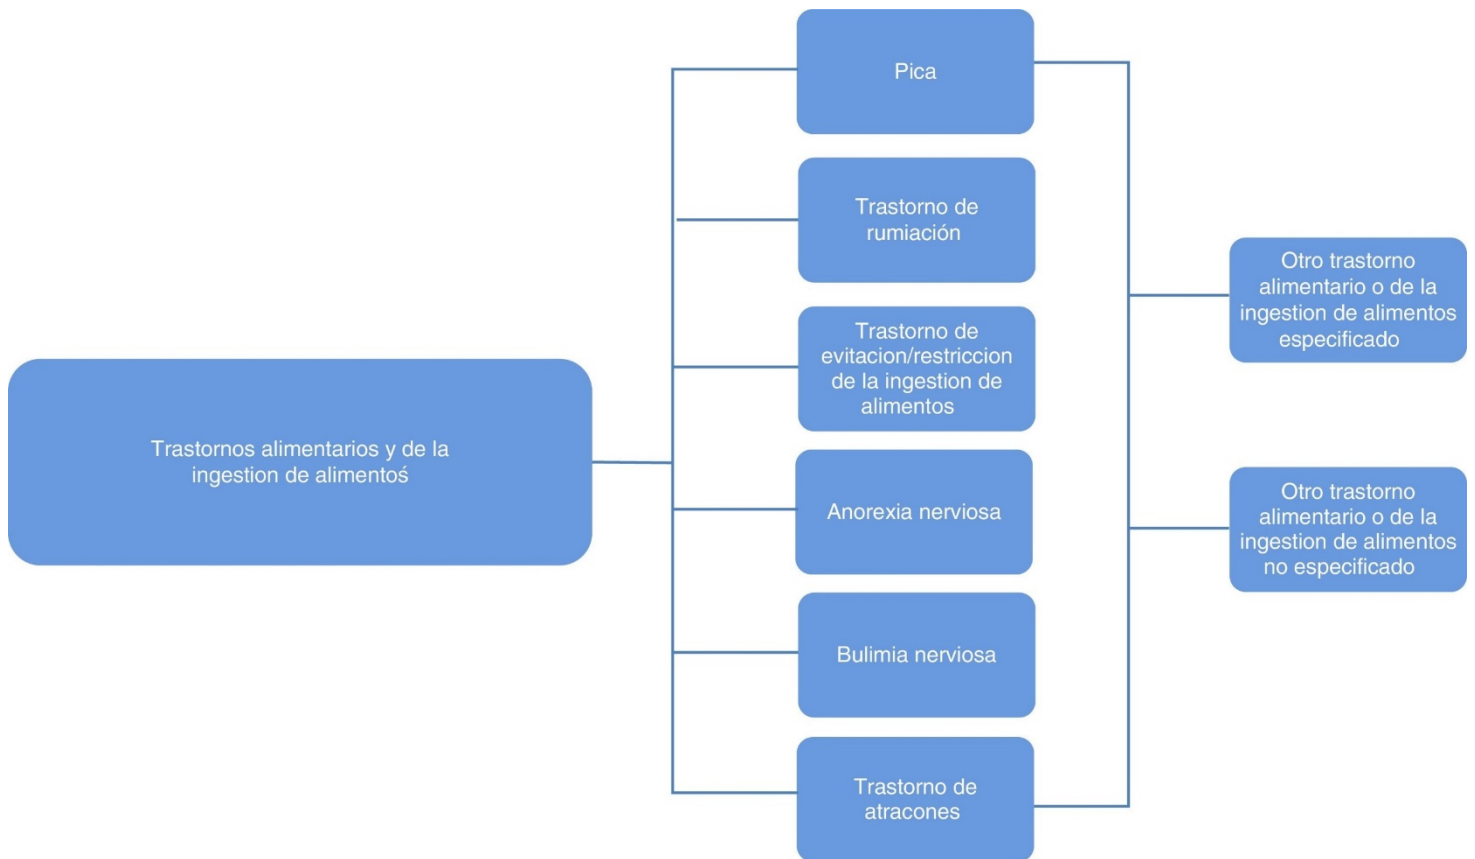 Pica
Trastorno de
rumiación
Trastorno de
evitacion/restriccion
de la ingestion de
alimentos
Trastornos alimentarios y de la
ingestion de alimentoś
Anorexia nerviosa
Bulimia nerviosa
Trastorno de
atracones
Otro trastorno
alimentario o de la
ingestion de alimentos
especificado
Otro trastorno
alimentario o de la
ingestion de alimentos
no especificado